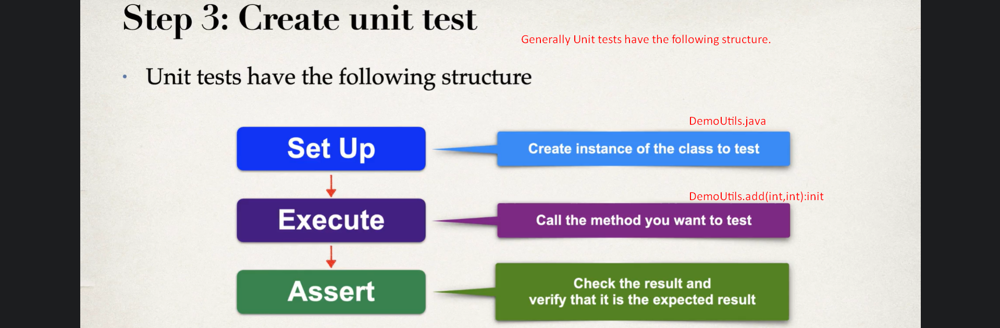 Step 3: Create unit test
Generally Unit tests have the following structure.
• Unit tests have the following structure
DemoUtils.java
Set Up
Create instance of the class to test
DemoUtils.add(int,int):init
Execute
Call the method you want to test
Assert
Check the result and
verify that it is the expected result